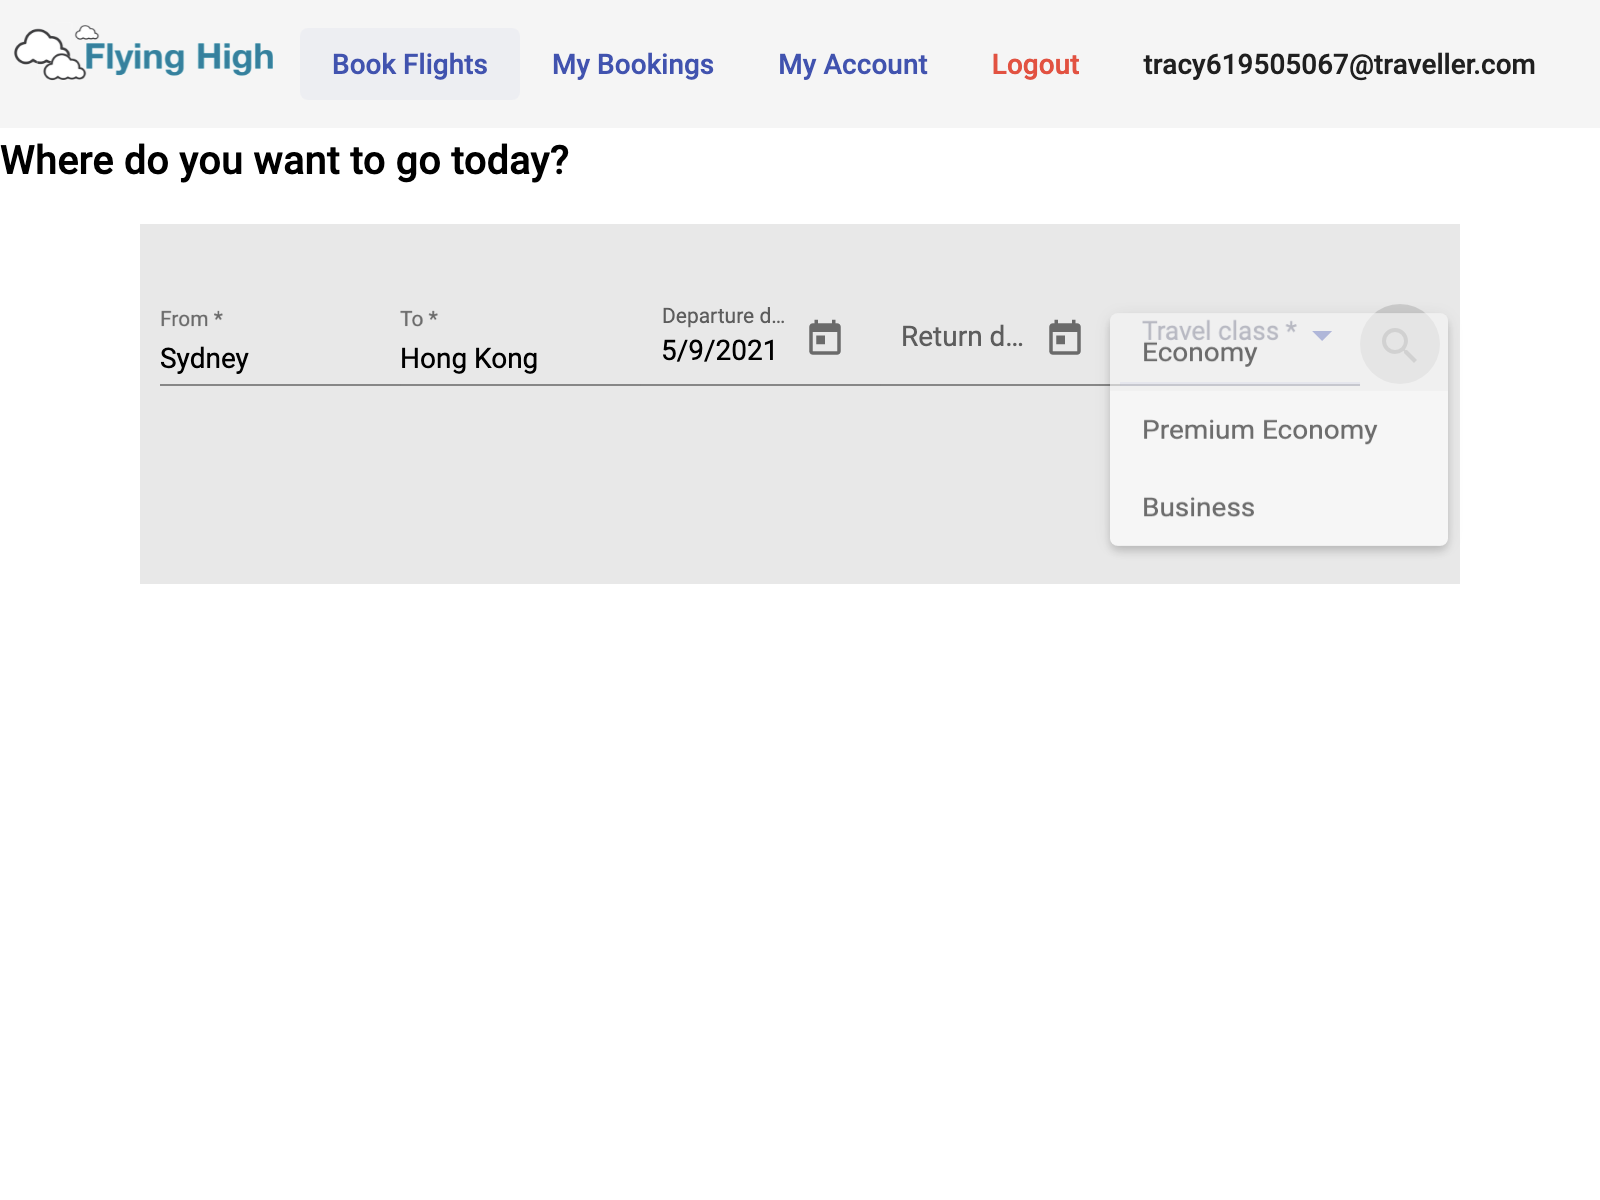 Flying High
Book Flights
My Bookings
My Account
Logout
tracy619505067@traveller.com
Where do you want to go today?
From *
Sydney
To *
Hong Kong
Departure d...
5/9/2021
Return d...
Travel class *
Economy
Premium Economy
Business